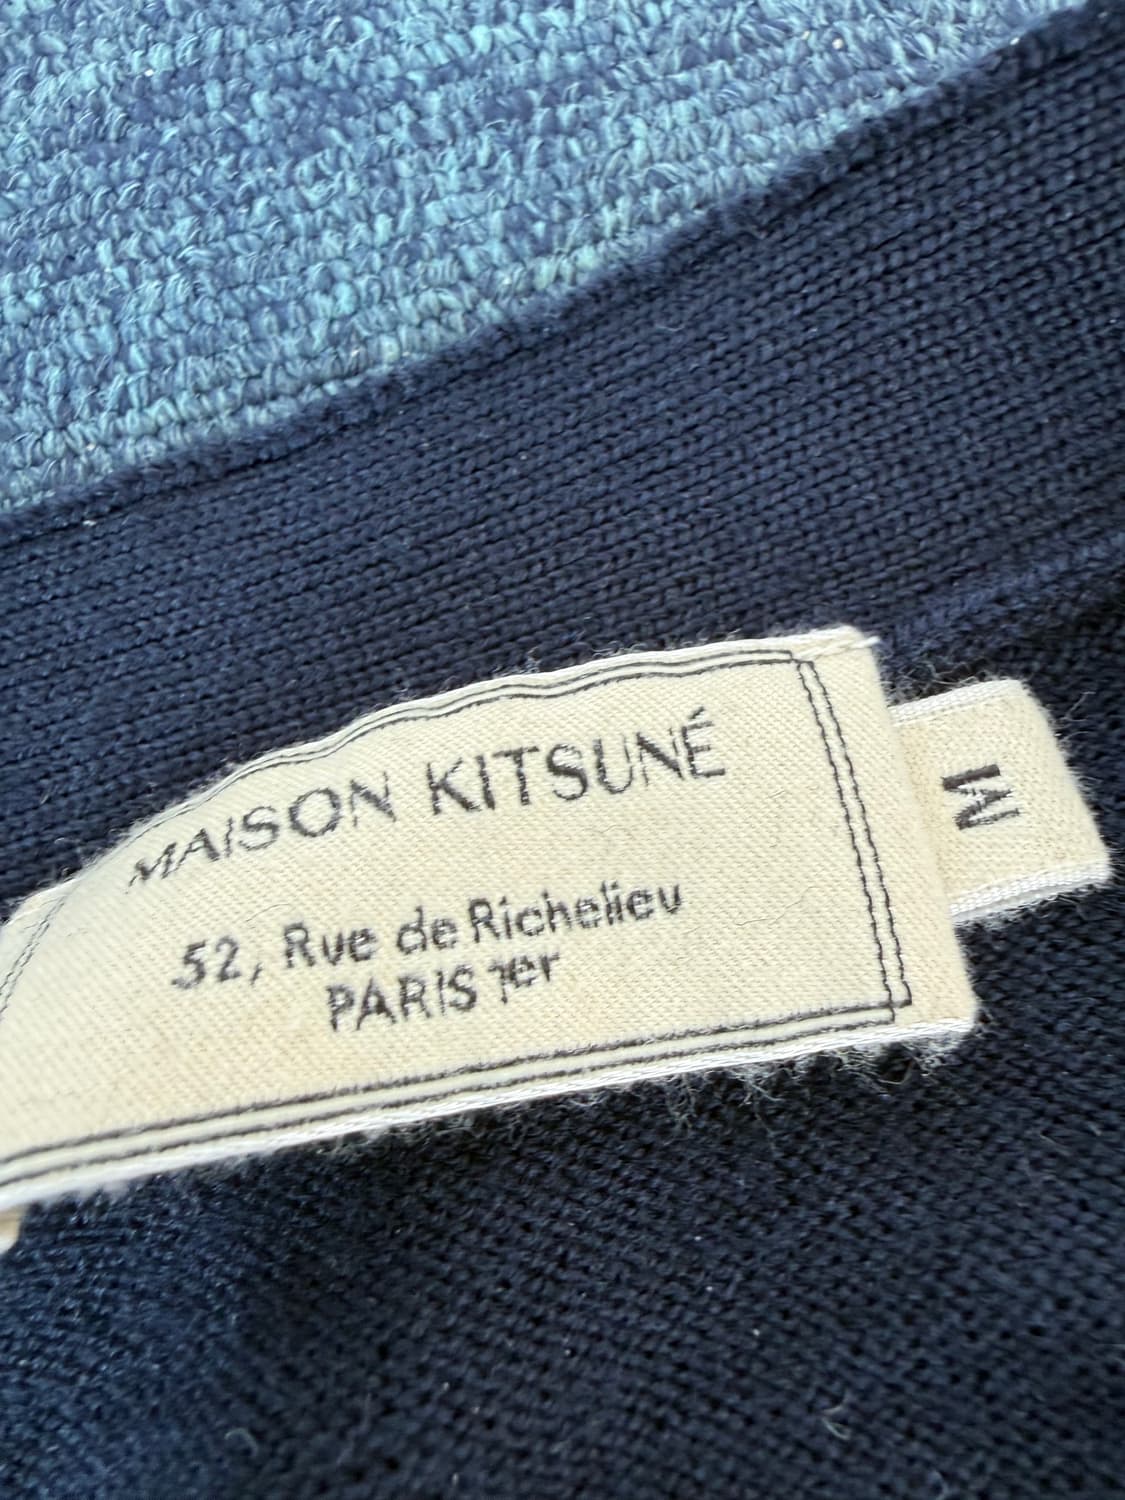 MAISON KITSUNÉ
52, Rue de Richelieu
PARIS 1er
M